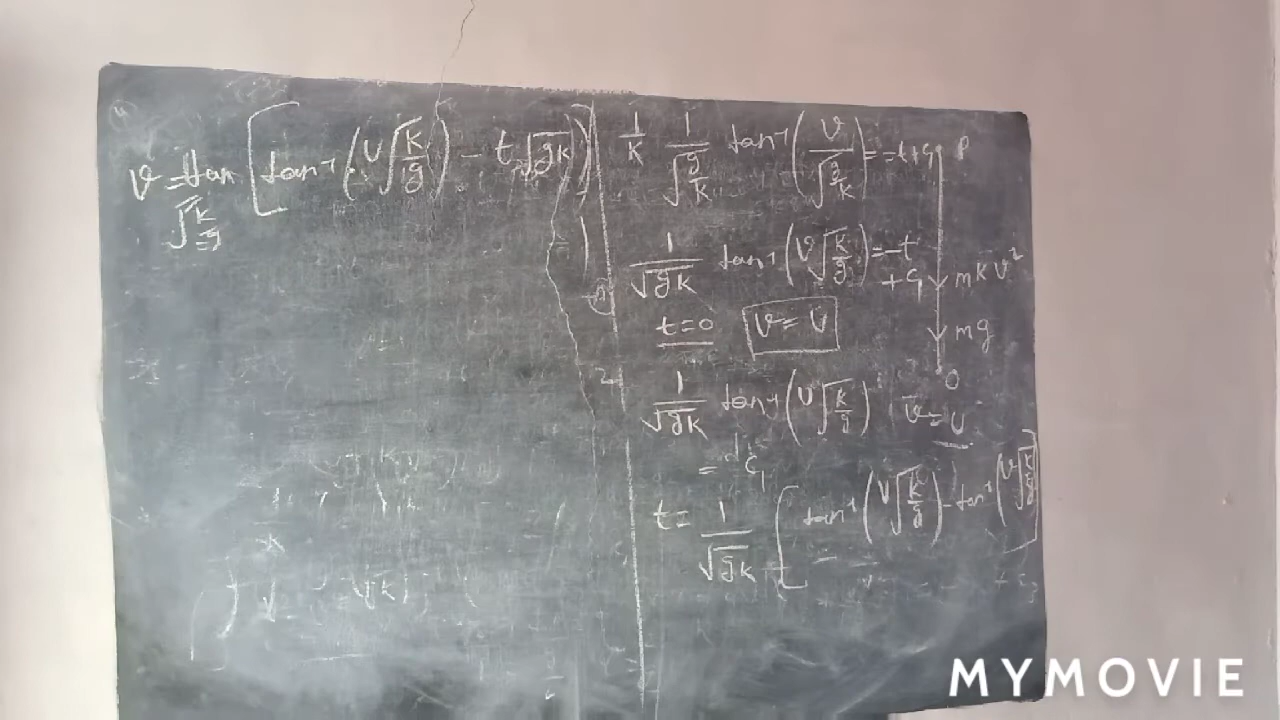 v √(k/g) = tan [tan⁻¹ (U √(k/g)) - t √gk]
1/K 1/√(g/k) tan⁻¹ (v/√(g/k)) = -t + C₁
P
1/√gk tan⁻¹ (v √(k/g)) = -t + C₁
mKv²
t=0 v = U
mg
O
1/√gk tan⁻¹ (U √(k/g)) = C₁
v = U
t = 1/√gk [tan⁻¹ (U √(k/g)) - tan⁻¹ (v √(k/g))]
MYMOVIE